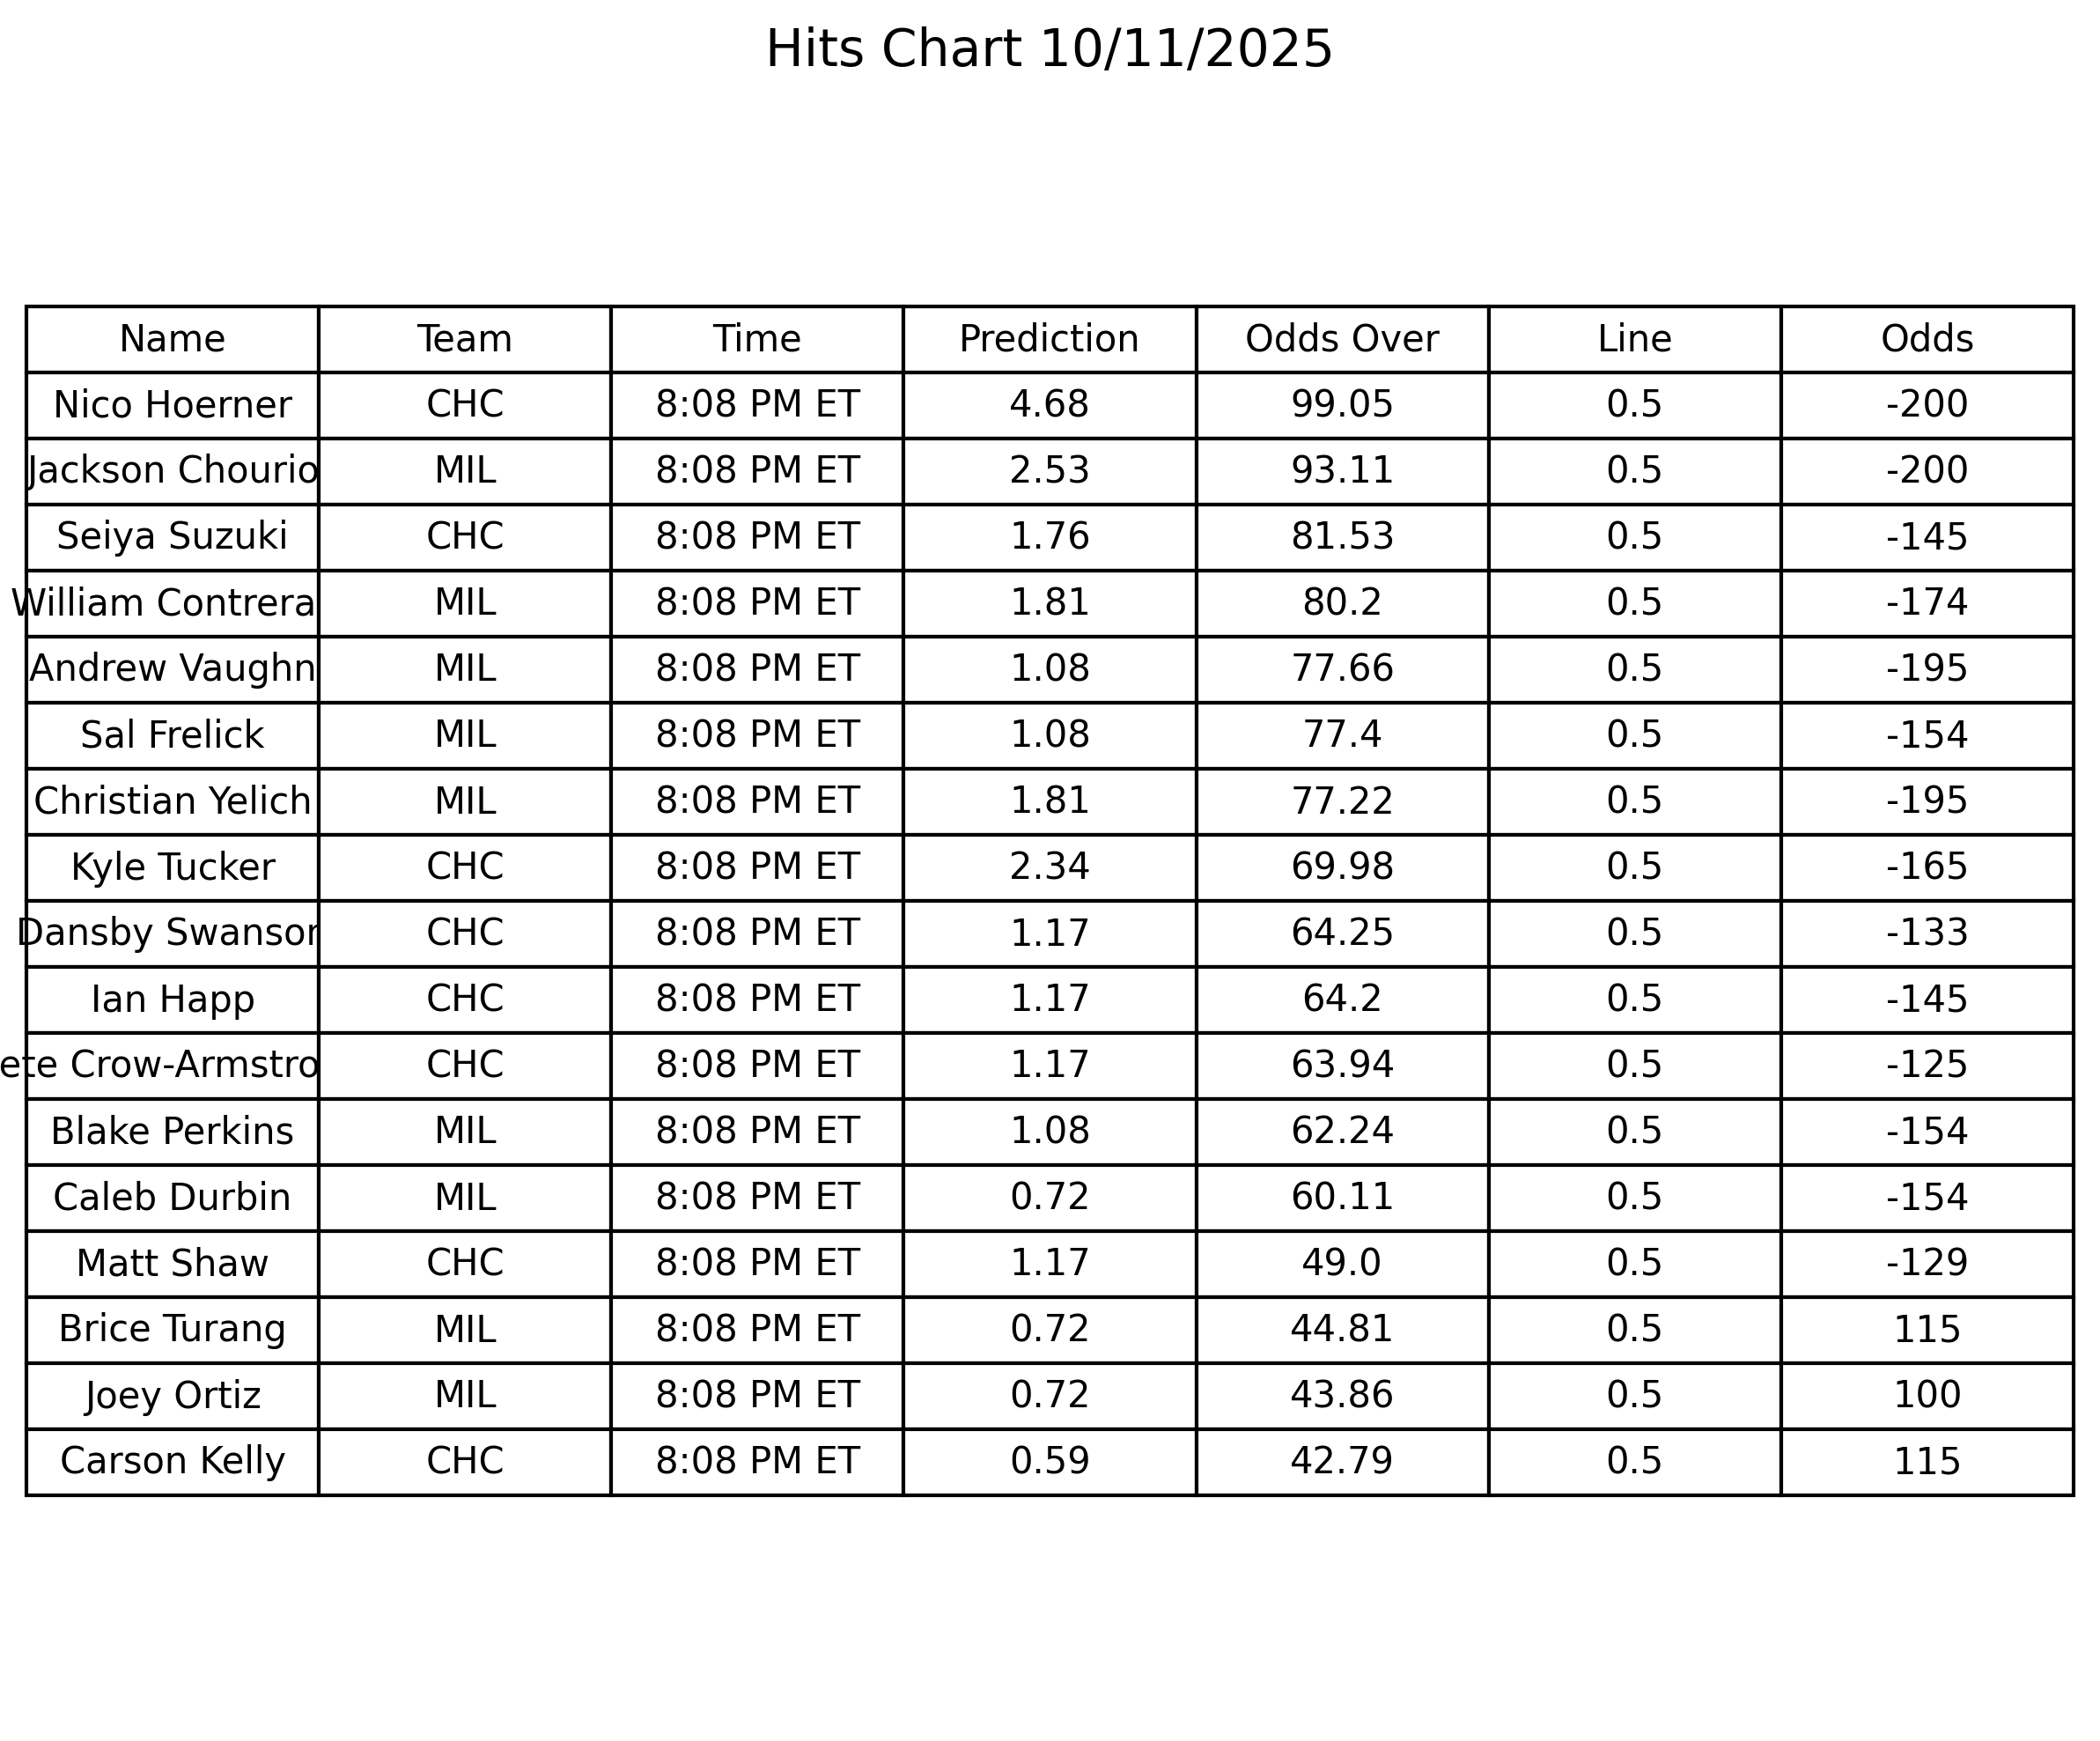 Hits Chart 10/11/2025
Name Team Time Prediction Odds Over Line Odds
Nico Hoerner CHC 8:08 PM ET 4.68 99.05 0.5 -200
Jackson Chourio MIL 8:08 PM ET 2.53 93.11 0.5 -200
Seiya Suzuki CHC 8:08 PM ET 1.76 81.53 0.5 -145
William Contrera MIL 8:08 PM ET 1.81 80.2 0.5 -174
Andrew Vaughn MIL 8:08 PM ET 1.08 77.66 0.5 -195
Sal Frelick MIL 8:08 PM ET 1.08 77.4 0.5 -154
Christian Yelich MIL 8:08 PM ET 1.81 77.22 0.5 -195
Kyle Tucker CHC 8:08 PM ET 2.34 69.98 0.5 -165
Dansby Swanson CHC 8:08 PM ET 1.17 64.25 0.5 -133
Ian Happ CHC 8:08 PM ET 1.17 64.2 0.5 -145
ete Crow-Armstro CHC 8:08 PM ET 1.17 63.94 0.5 -125
Blake Perkins MIL 8:08 PM ET 1.08 62.24 0.5 -154
Caleb Durbin MIL 8:08 PM ET 0.72 60.11 0.5 -154
Matt Shaw CHC 8:08 PM ET 1.17 49.0 0.5 -129
Brice Turang MIL 8:08 PM ET 0.72 44.81 0.5 115
Joey Ortiz MIL 8:08 PM ET 0.72 43.86 0.5 100
Carson Kelly CHC 8:08 PM ET 0.59 42.79 0.5 115